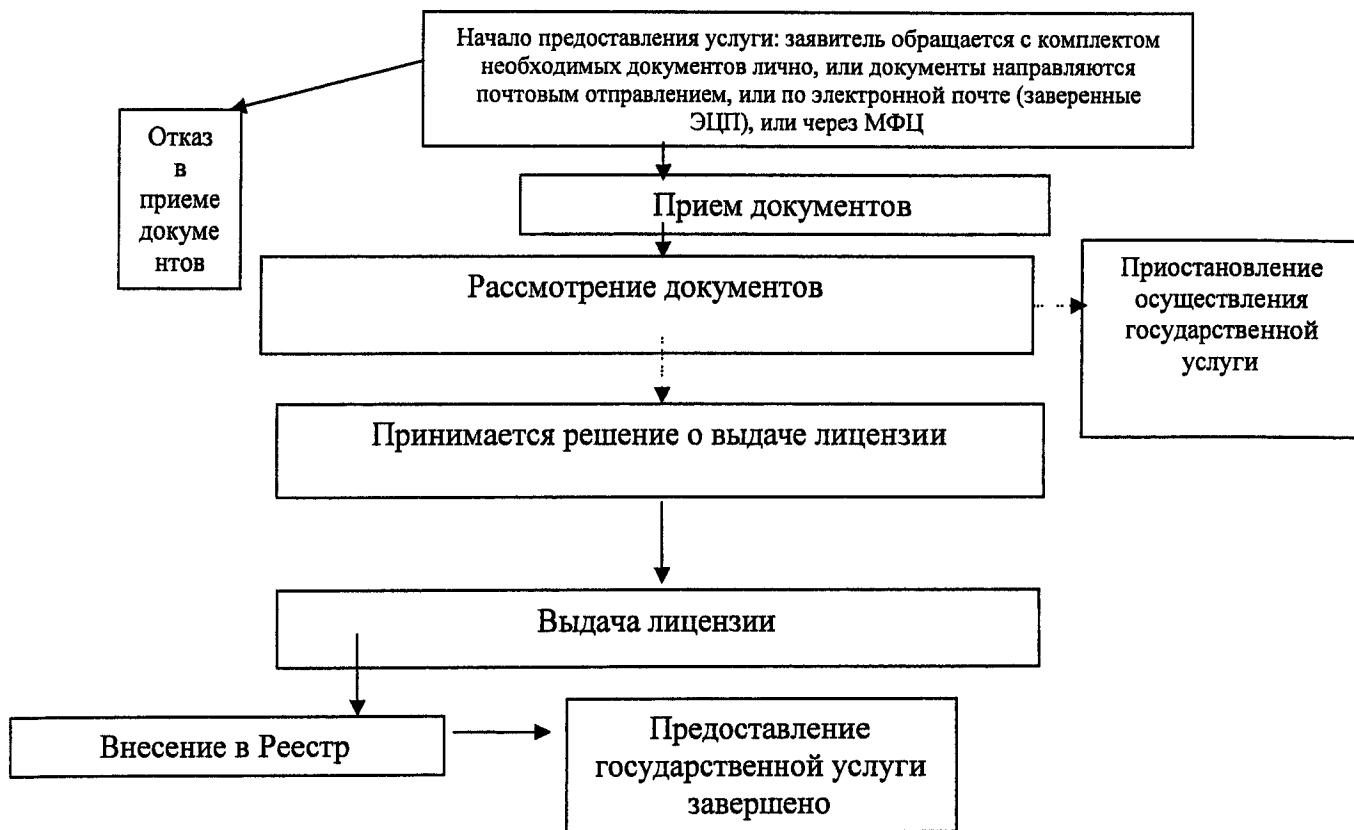 Начало предоставления услуги: заявитель обращается с комплектом
необходимых документов лично, или документы направляются
почтовым отправлением, или по электронной почте (заверенные
ЭЦП), или через МФЦ
Отказ
в
приеме
докуме
нтов
Прием документов
Рассмотрение документов
Приостановление
осуществления
государственной
услуги
Принимается решение о выдаче лицензии
Выдача лицензии
Внесение в Реестр
Предоставление
государственной услуги
завершено